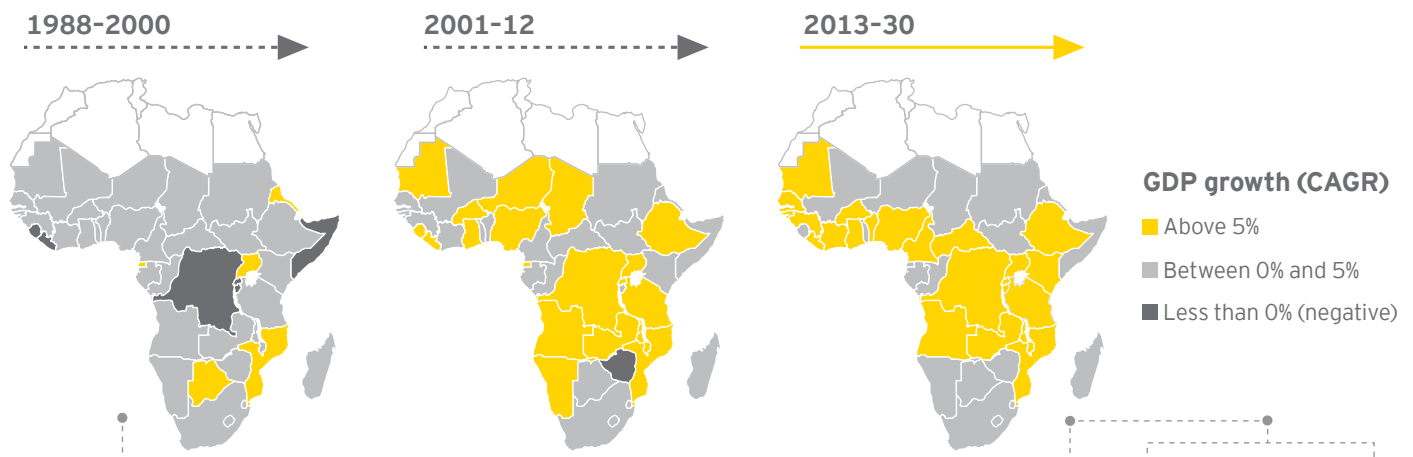 1988-2000
2001-12
2013-30
GDP growth (CAGR)
Above 5%
Between 0% and 5%
Less than 0% (negative)